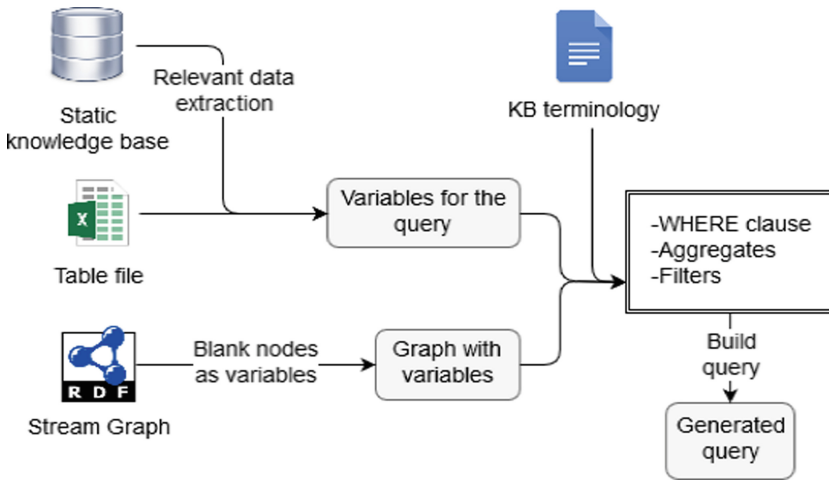 Static
knowledge base
Relevant data
extraction
KB terminology
X
Table file
Variables for the
query
-WHERE clause
-Aggregates
-Filters
RDF
Stream Graph
Blank nodes
as variables
Graph with
variables
Build
query
Generated
query